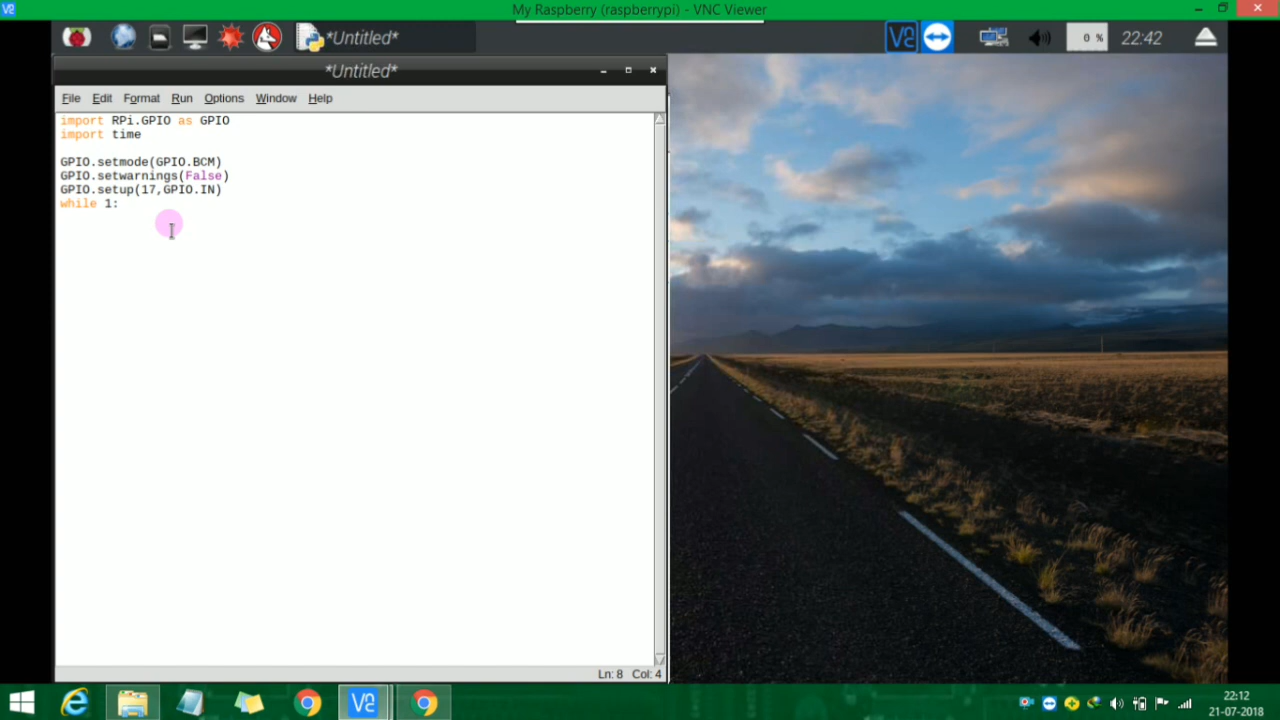 My Raspberry (raspberrypi) - VNC Viewer
*Untitled*
0 %
22:42
*Untitled*
File Edit Format Run Options Window Help
import RPi.GPIO as GPIO
import time
GPIO.setmode(GPIO.BCM)
GPIO.setwarnings(False)
GPIO.setup(17,GPIO.IN)
while 1:
Ln: 8 Col: 4
22:12
21-07-2018